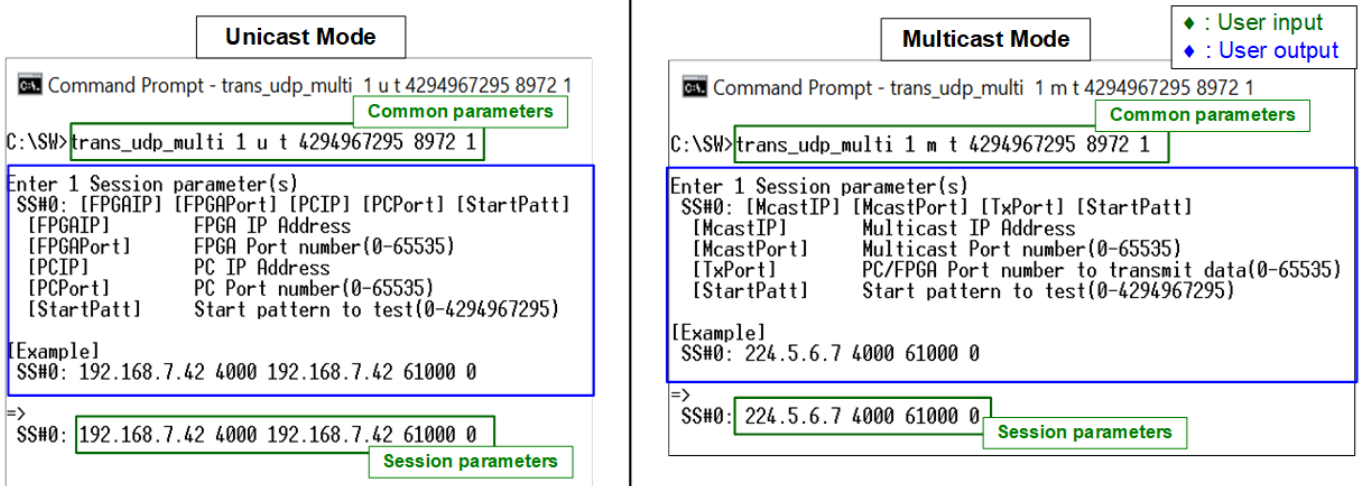 Unicast Mode
Command Prompt - trans_udp_multi 1 u t 4294967295 8972 1
Common parameters
C:\SW>trans_udp_multi 1 u t 4294967295 8972 1
Enter 1 Session parameter(s)
SS#0: [FPGAIP] [FPGAPort] [PCIP] [PCPort] [StartPatt]
[FPGAIP] FPGA IP Address
[FPGAPort] FPGA Port number(0-65535)
[PCIP] PC IP Address
[PCPort] PC Port number(0-65535)
[StartPatt] Start pattern to test(0-4294967295)
[Example]
SS#0: 192.168.7.42 4000 192.168.7.42 61000 0
=>
SS#0: 192.168.7.42 4000 192.168.7.42 61000 0
Session parameters
Multicast Mode
♦ : User input
♦ : User output
Command Prompt - trans_udp_multi 1 m t 4294967295 8972 1
Common parameters
C:\SW>trans_udp_multi 1 m t 4294967295 8972 1
Enter 1 Session parameter(s)
SS#0: [McastIP] [McastPort] [TxPort] [StartPatt]
[McastIP] Multicast IP Address
[McastPort] Multicast Port number(0-65535)
[TxPort] PC/FPGA Port number to transmit data(0-65535)
[StartPatt] Start pattern to test(0-4294967295)
[Example]
SS#0: 224.5.6.7 4000 61000 0
=>
SS#0: 224.5.6.7 4000 61000 0
Session parameters